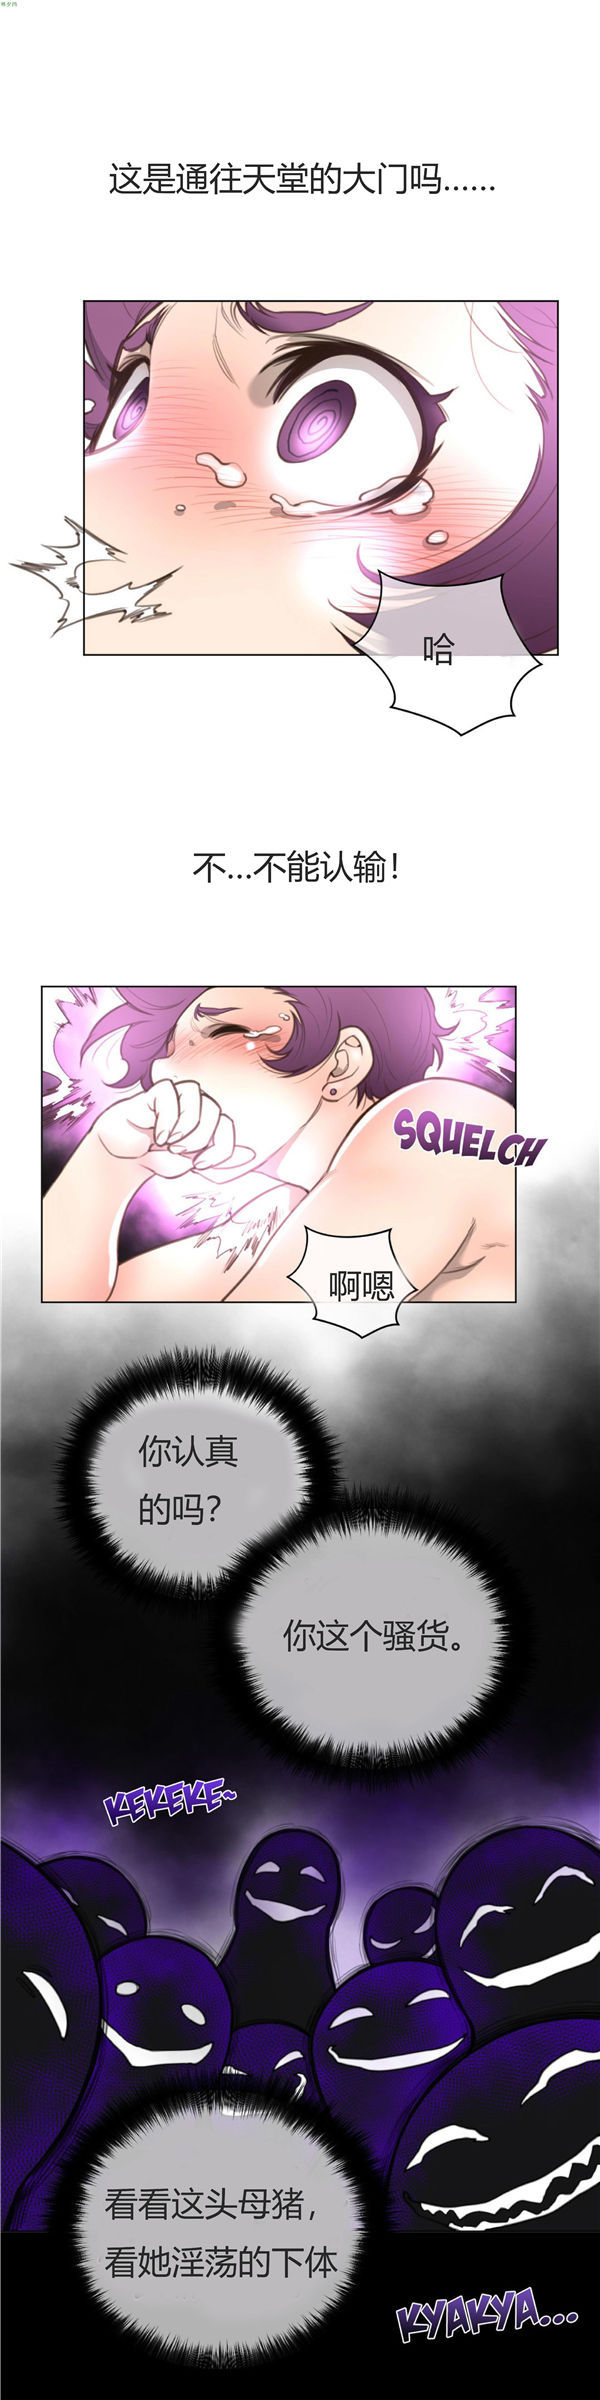 这是通往天堂的大门吗……
哈
不…不能认输！
SQUELCH
啊嗯
你认真
的吗？
你这个骚货。
KEKEKE~
看看这头母猪，
看她淫荡的下体
KYAKYA...